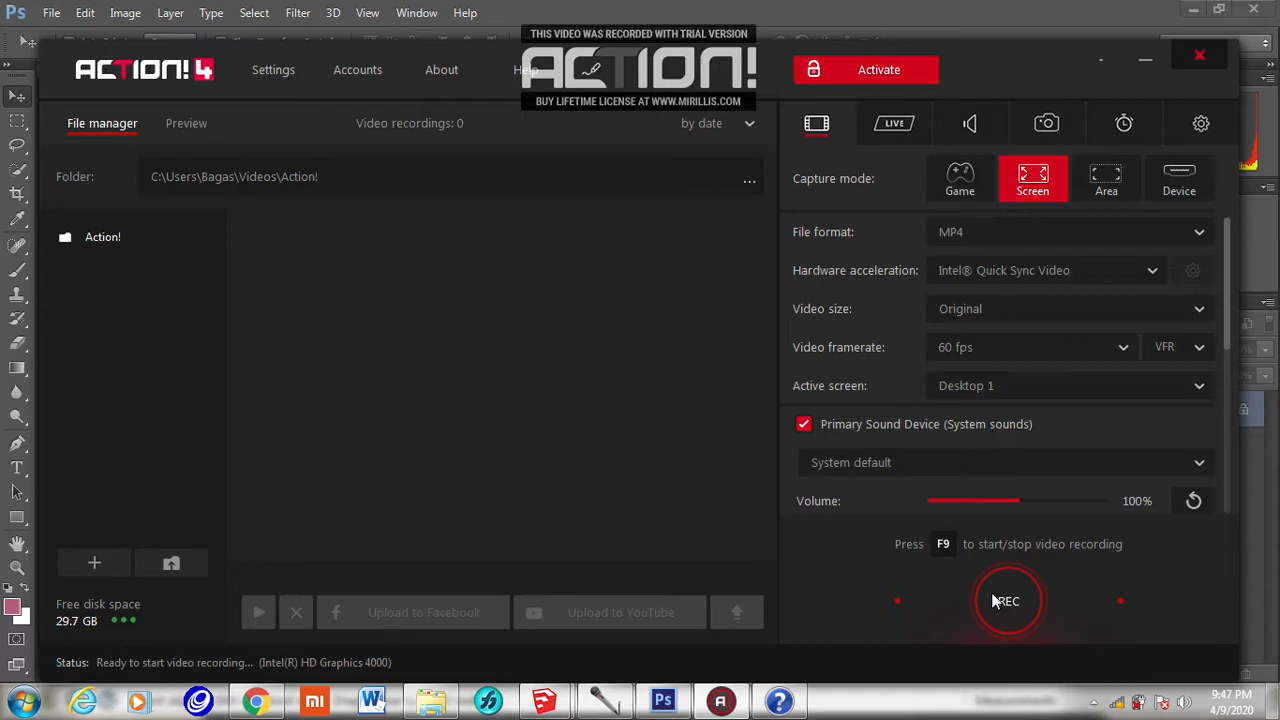 Ps File Edit Image Layer Type Select Filter 3D View Window Help
THIS VIDEO WAS RECORDED WITH TRIAL VERSION
ACTION!
BUY LIFETIME LICENSE AT WWW.MIRILLIS.COM
ACTION! 4 Settings Accounts About Help Activate
File manager Preview Video recordings: 0 by date
LIVE
Folder: C:\Users\Bagas\Videos\Action! ...
Capture mode: Game Screen Area Device
Action!
File format: MP4
Hardware acceleration: Intel® Quick Sync Video
Video size: Original
Video framerate: 60 fps VFR
Active screen: Desktop 1
Primary Sound Device (System sounds)
System default
Volume: 100%
Press F9 to start/stop video recording
REC
Free disk space
29.7 GB
Upload to Facebook Upload to YouTube
Status: Ready to start video recording... (Intel(R) HD Graphics 4000)
9:47 PM
4/9/2020